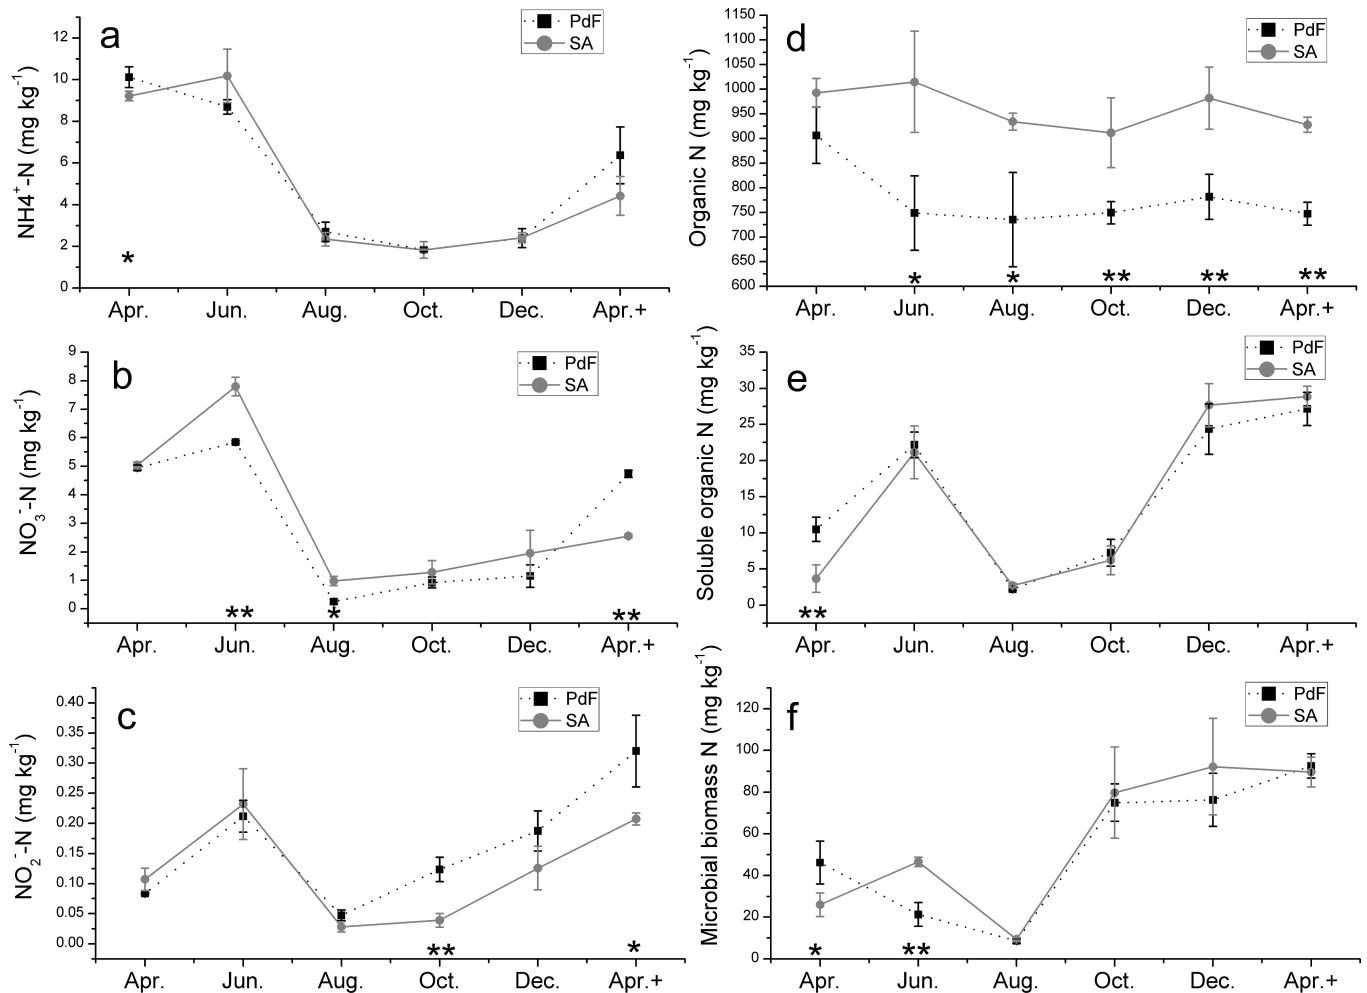 a
PdF
SA
NH4⁺-N (mg kg⁻¹)
12
10
8
6
4
2
0
*
Apr. Jun. Aug. Oct. Dec. Apr.+
d
PdF
SA
Organic N (mg kg⁻¹)
1150
1100
1050
1000
950
900
850
800
750
700
650
600
* * ** ** **
Apr. Jun. Aug. Oct. Dec. Apr.+
b
PdF
SA
NO₃⁻-N (mg kg⁻¹)
9
8
7
6
5
4
3
2
1
0
** * **
Apr. Jun. Aug. Oct. Dec. Apr.+
e
PdF
SA
Soluble organic N (mg kg⁻¹)
35
30
25
20
15
10
5
0
**
Apr. Jun. Aug. Oct. Dec. Apr.+
c
PdF
SA
NO₂⁻-N (mg kg⁻¹)
0.40
0.35
0.30
0.25
0.20
0.15
0.10
0.05
0.00
** *
Apr. Jun. Aug. Oct. Dec. Apr.+
f
PdF
SA
Microbial biomass N (mg kg⁻¹)
120
100
80
60
40
20
0
* **
Apr. Jun. Aug. Oct. Dec. Apr.+